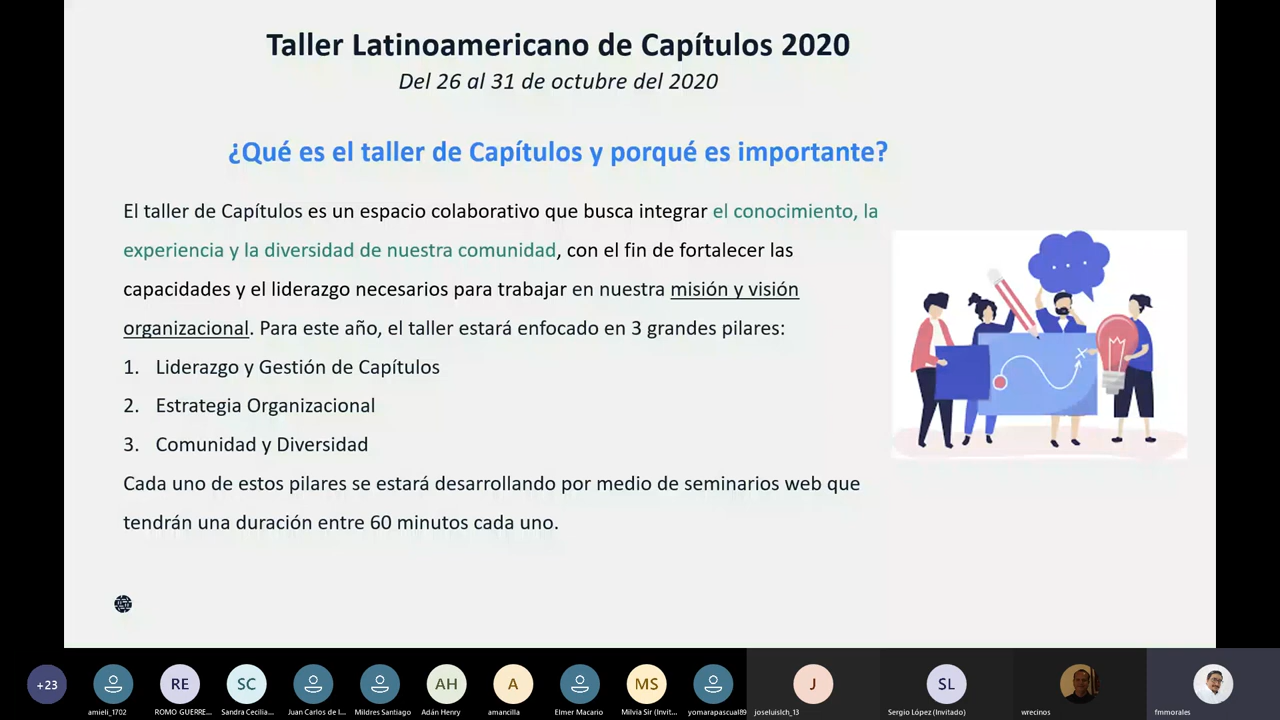 Taller Latinoamericano de Capítulos 2020
Del 26 al 31 de octubre del 2020
¿Qué es el taller de Capítulos y porqué es importante?
El taller de Capítulos es un espacio colaborativo que busca integrar el conocimiento, la
experiencia y la diversidad de nuestra comunidad, con el fin de fortalecer las
capacidades y el liderazgo necesarios para trabajar en nuestra misión y visión
organizacional. Para este año, el taller estará enfocado en 3 grandes pilares:
1. Liderazgo y Gestión de Capítulos
2. Estrategia Organizacional
3. Comunidad y Diversidad
Cada uno de estos pilares se estará desarrollando por medio de seminarios web que
tendrán una duración entre 60 minutos cada uno.
+23 RE SC AH A MS J SL
amieli_1702 ROMO GUERRE... Sandra Cecilia... Juan Carlos de l... Mildres Santiago Adán Henry amancilla Elmer Macario Milvia Sir (Invit... yomarapascual89 joseluislch_13 Sergio López (Invitado) wrecinos fmmorales